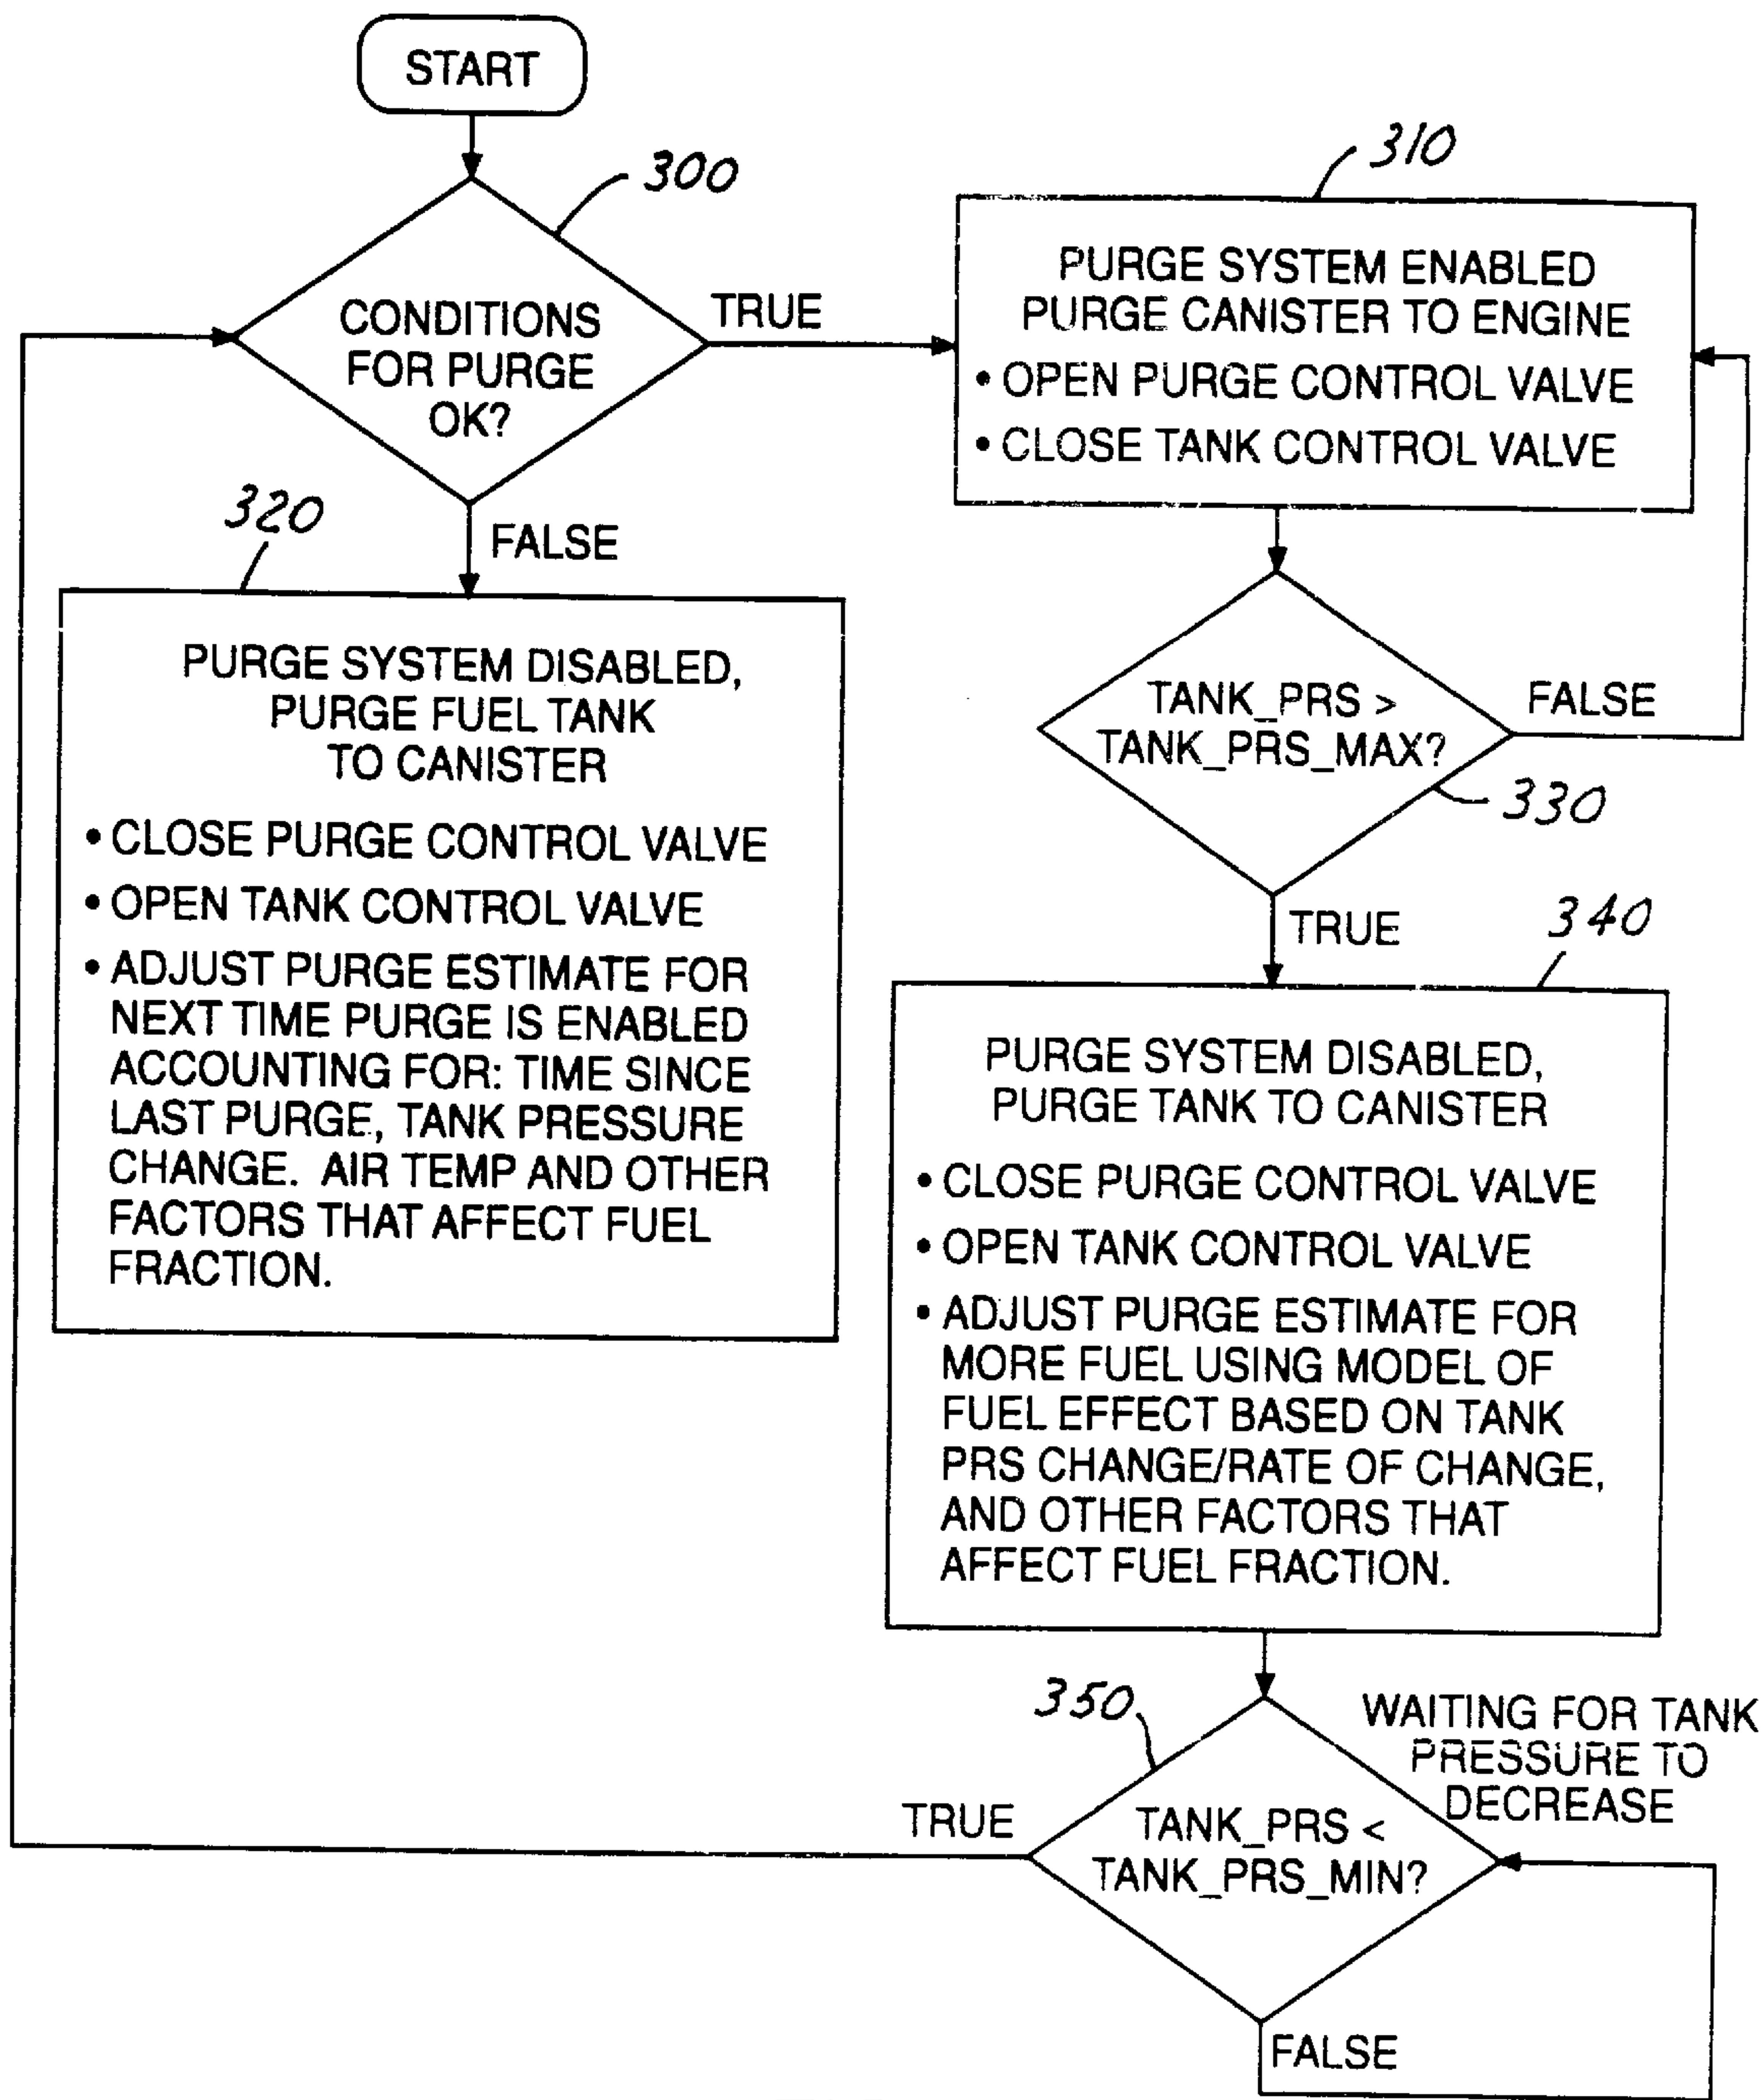 START
300
CONDITIONS
FOR PURGE
OK?
TRUE
310
PURGE SYSTEM ENABLED
PURGE CANISTER TO ENGINE
• OPEN PURGE CONTROL VALVE
• CLOSE TANK CONTROL VALVE
FALSE
320
PURGE SYSTEM DISABLED,
PURGE FUEL TANK
TO CANISTER
• CLOSE PURGE CONTROL VALVE
• OPEN TANK CONTROL VALVE
• ADJUST PURGE ESTIMATE FOR
NEXT TIME PURGE IS ENABLED
ACCOUNTING FOR: TIME SINCE
LAST PURGE, TANK PRESSURE
CHANGE. AIR TEMP AND OTHER
FACTORS THAT AFFECT FUEL
FRACTION.
TANK_PRS >
TANK_PRS_MAX?
FALSE
330
TRUE
340
PURGE SYSTEM DISABLED,
PURGE TANK TO CANISTER
• CLOSE PURGE CONTROL VALVE
• OPEN TANK CONTROL VALVE
• ADJUST PURGE ESTIMATE FOR
MORE FUEL USING MODEL OF
FUEL EFFECT BASED ON TANK
PRS CHANGE/RATE OF CHANGE,
AND OTHER FACTORS THAT
AFFECT FUEL FRACTION.
350
WAITING FOR TANK
PRESSURE TO
DECREASE
TRUE
TANK_PRS <
TANK_PRS_MIN?
FALSE